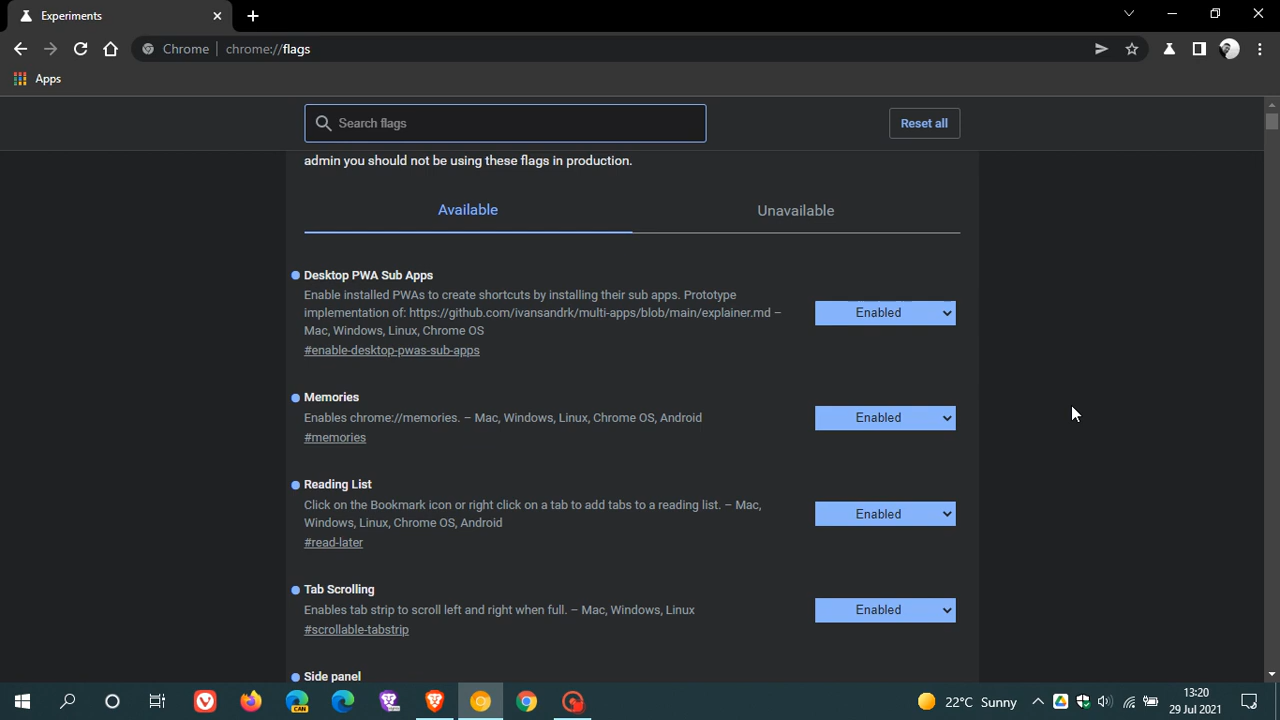 Experiments
Chrome
chrome://flags
Apps
Search flags
Reset all
admin you should not be using these flags in production.
Available
Unavailable
Desktop PWA Sub Apps
Enable installed PWAs to create shortcuts by installing their sub apps. Prototype
implementation of: https://github.com/ivansandrk/multi-apps/blob/main/explainer.md –
Mac, Windows, Linux, Chrome OS
#enable-desktop-pwas-sub-apps
Enabled
Memories
Enables chrome://memories. – Mac, Windows, Linux, Chrome OS, Android
#memories
Enabled
Reading List
Click on the Bookmark icon or right click on a tab to add tabs to a reading list. – Mac,
Windows, Linux, Chrome OS, Android
#read-later
Enabled
Tab Scrolling
Enables tab strip to scroll left and right when full. – Mac, Windows, Linux
#scrollable-tabstrip
Enabled
Side panel
CAN
22°C Sunny
13:20
29 Jul 2021